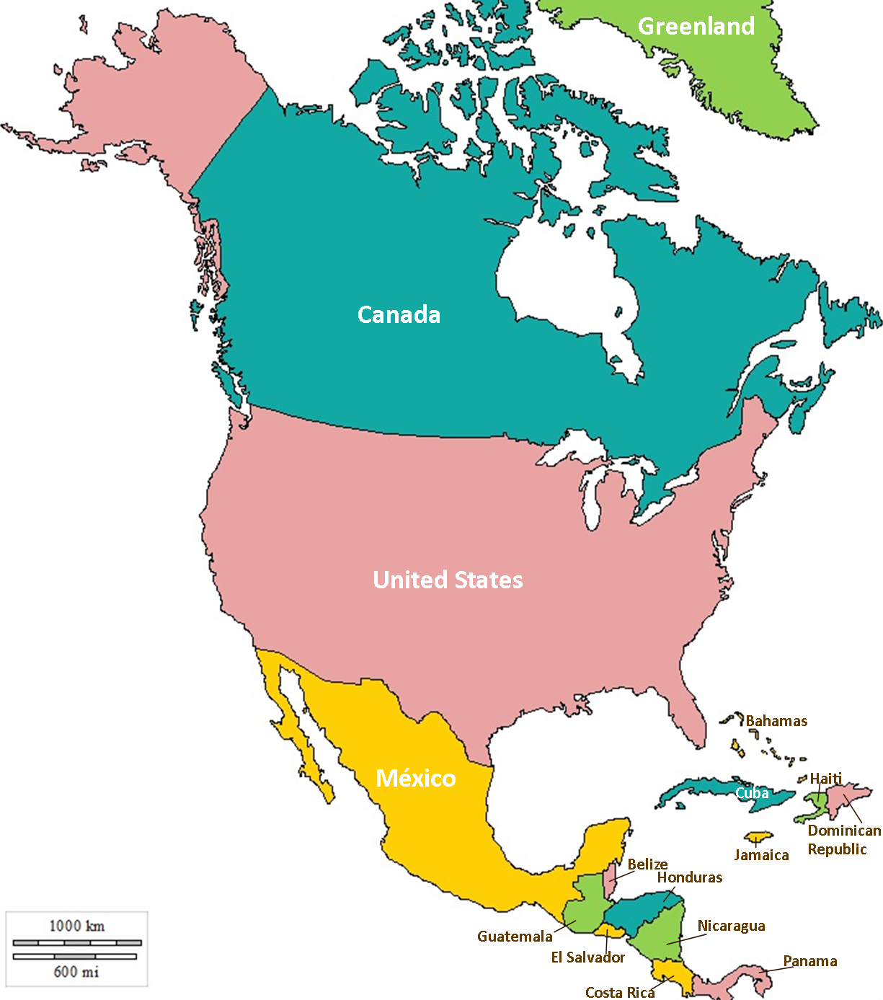 Greenland
Canada
United States
Bahamas
México
Haiti
Cuba
Dominican
Republic
Jamaica
Belize
Honduras
1000 km
Nicaragua
Guatemala
El Salvador
600 mi
Panama
Costa Rica